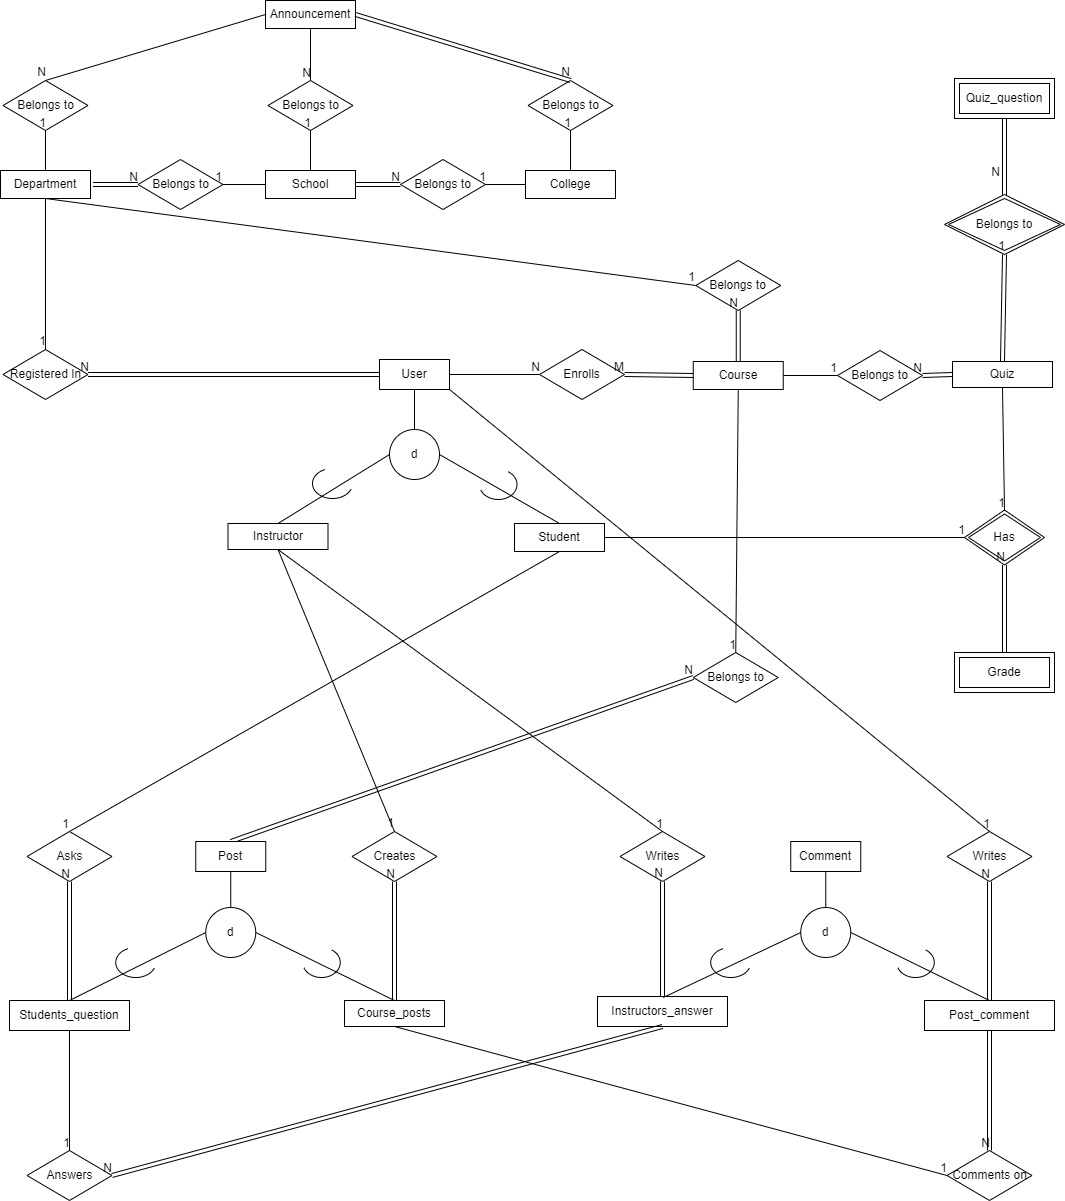 Announcement
N
N
N
Belongs to
Belongs to
Belongs to
Quiz_question
1
1
1
Department
N
Belongs to
1
School
N
Belongs to
1
College
N
Belongs to
1
1
Belongs to
N
1
Registered In
N
User
N
Enrolls
M
Course
1
Belongs to
N
Quiz
d
1
Instructor
Student
1
Has
N
1
N
Belongs to
Grade
1
1
1
1
Asks
Post
Creates
Writes
Comment
Writes
N
N
N
N
d
d
Students_question
Course_posts
Instructors_answer
Post_comment
1
N
Answers
N
1
Comments on